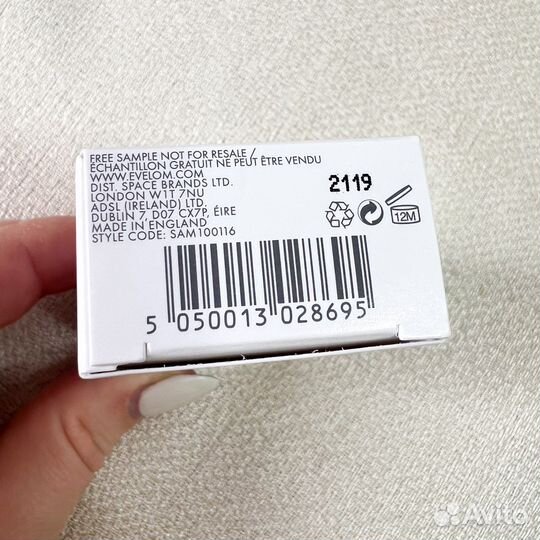 FREE SAMPLE NOT FOR RESALE /
ÉCHANTILLON GRATUIT NE PEUT ÊTRE VENDU
WWW.EVELOM.COM
DIST. SPACE BRANDS LTD.
LONDON W1T 7NU
ADSL (IRELAND) LTD.
DUBLIN 7, D07 CX7P, ÉIRE
MADE IN ENGLAND
STYLE CODE: SAM100116
2119
12M
5 050013 028695
Avito